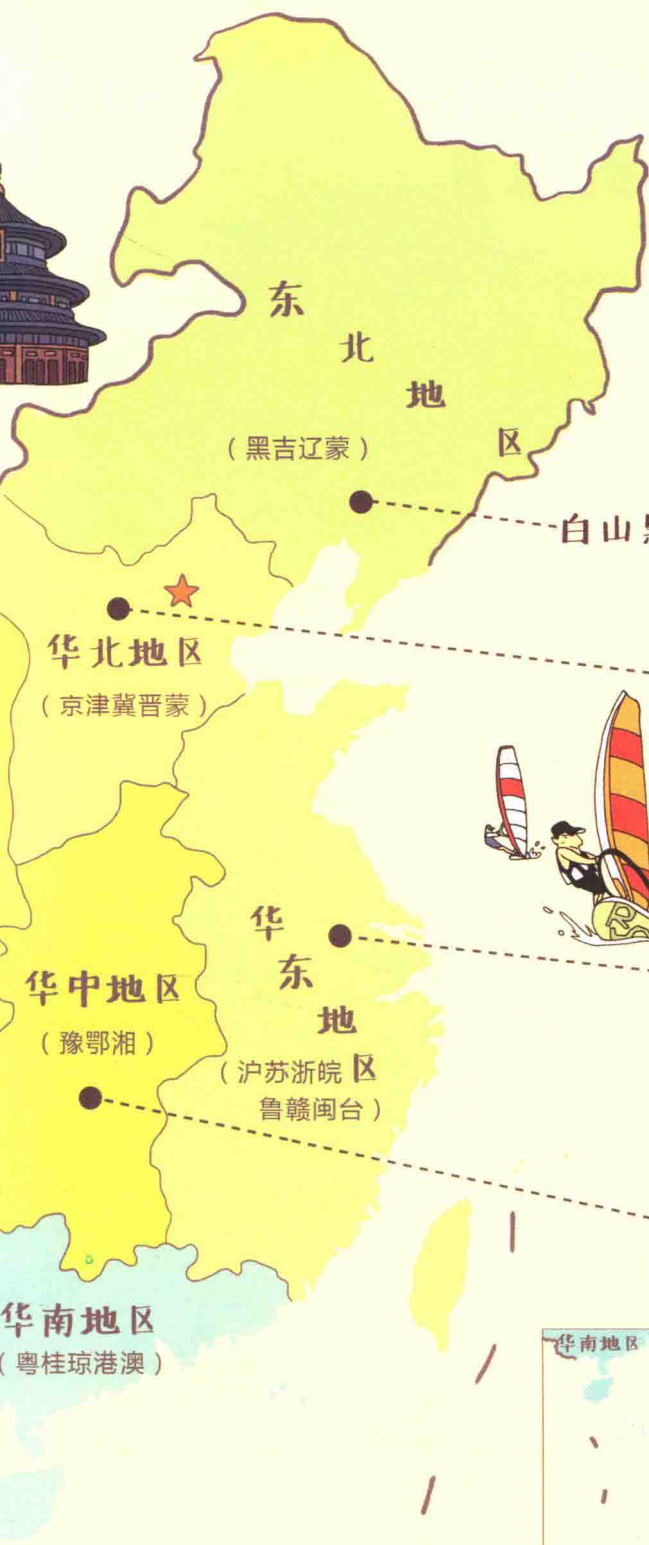 东北地区
（黑吉辽蒙）
白山
华北地区
（京津冀晋蒙）
华东地区
（沪苏浙皖
鲁赣闽台）
华中地区
（豫鄂湘）
华南地区
（粤桂琼港澳）
华南地区